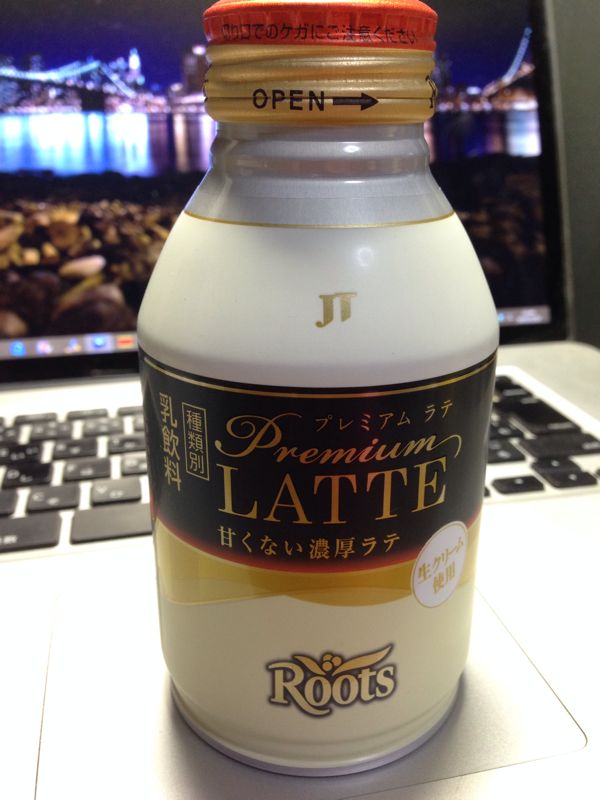 切り口でのケガにご注意ください
OPEN
JT
種類別
乳飲料
プレミアム ラテ
Premium
LATTE
甘くない濃厚ラテ
生クリーム
使用
Roots